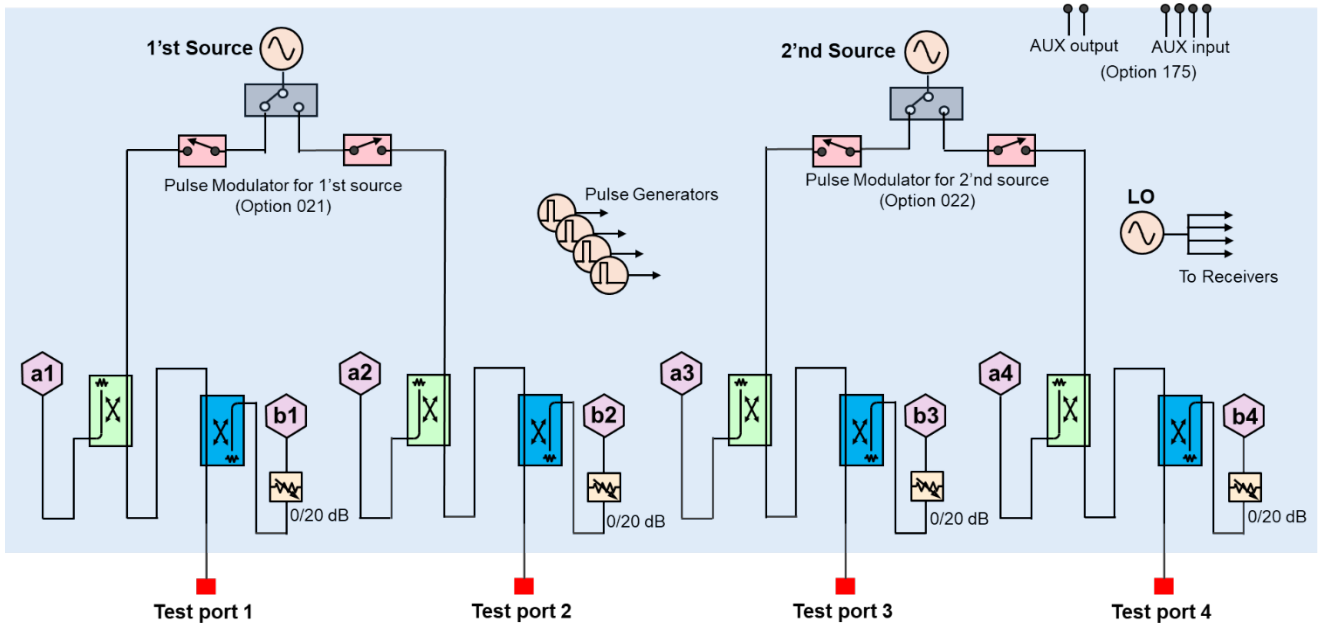 1'st Source
2'nd Source
AUX output
AUX input
(Option 175)
Pulse Modulator for 1'st source
(Option 021)
Pulse Generators
Pulse Modulator for 2'nd source
(Option 022)
LO
To Receivers
a1
b1
a2
b2
a3
b3
a4
b4
0/20 dB
0/20 dB
0/20 dB
0/20 dB
Test port 1
Test port 2
Test port 3
Test port 4